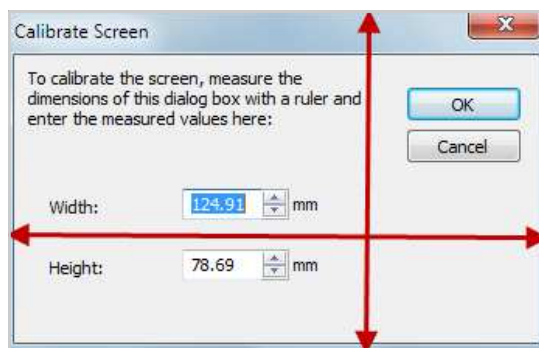 Calibrate Screen
To calibrate the screen, measure the
dimensions of this dialog box with a ruler and
enter the measured values here:
OK
Cancel
Width: 124.91 mm
Height: 78.69 mm